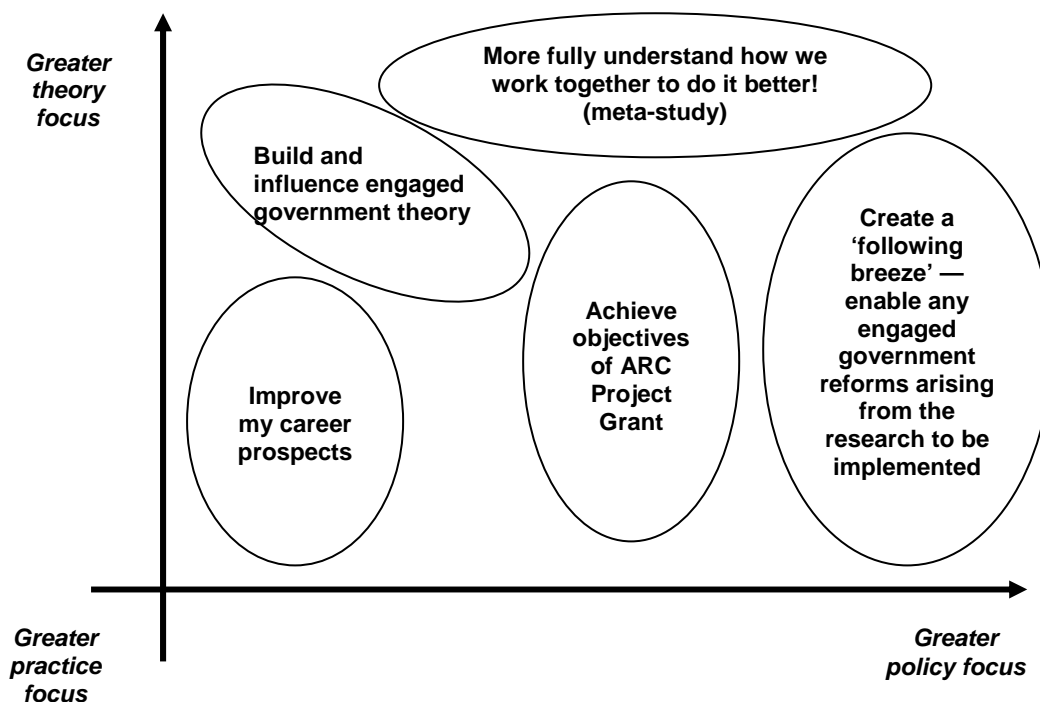 Greater
theory
focus
More fully understand how we
work together to do it better!
(meta-study)
Build and
influence engaged
government theory
Create a
‘following
breeze’ —
enable any
engaged
government
reforms arising
from the
research to be
implemented
Achieve
objectives
of ARC
Project
Grant
Improve
my career
prospects
Greater
practice
focus
Greater
policy focus